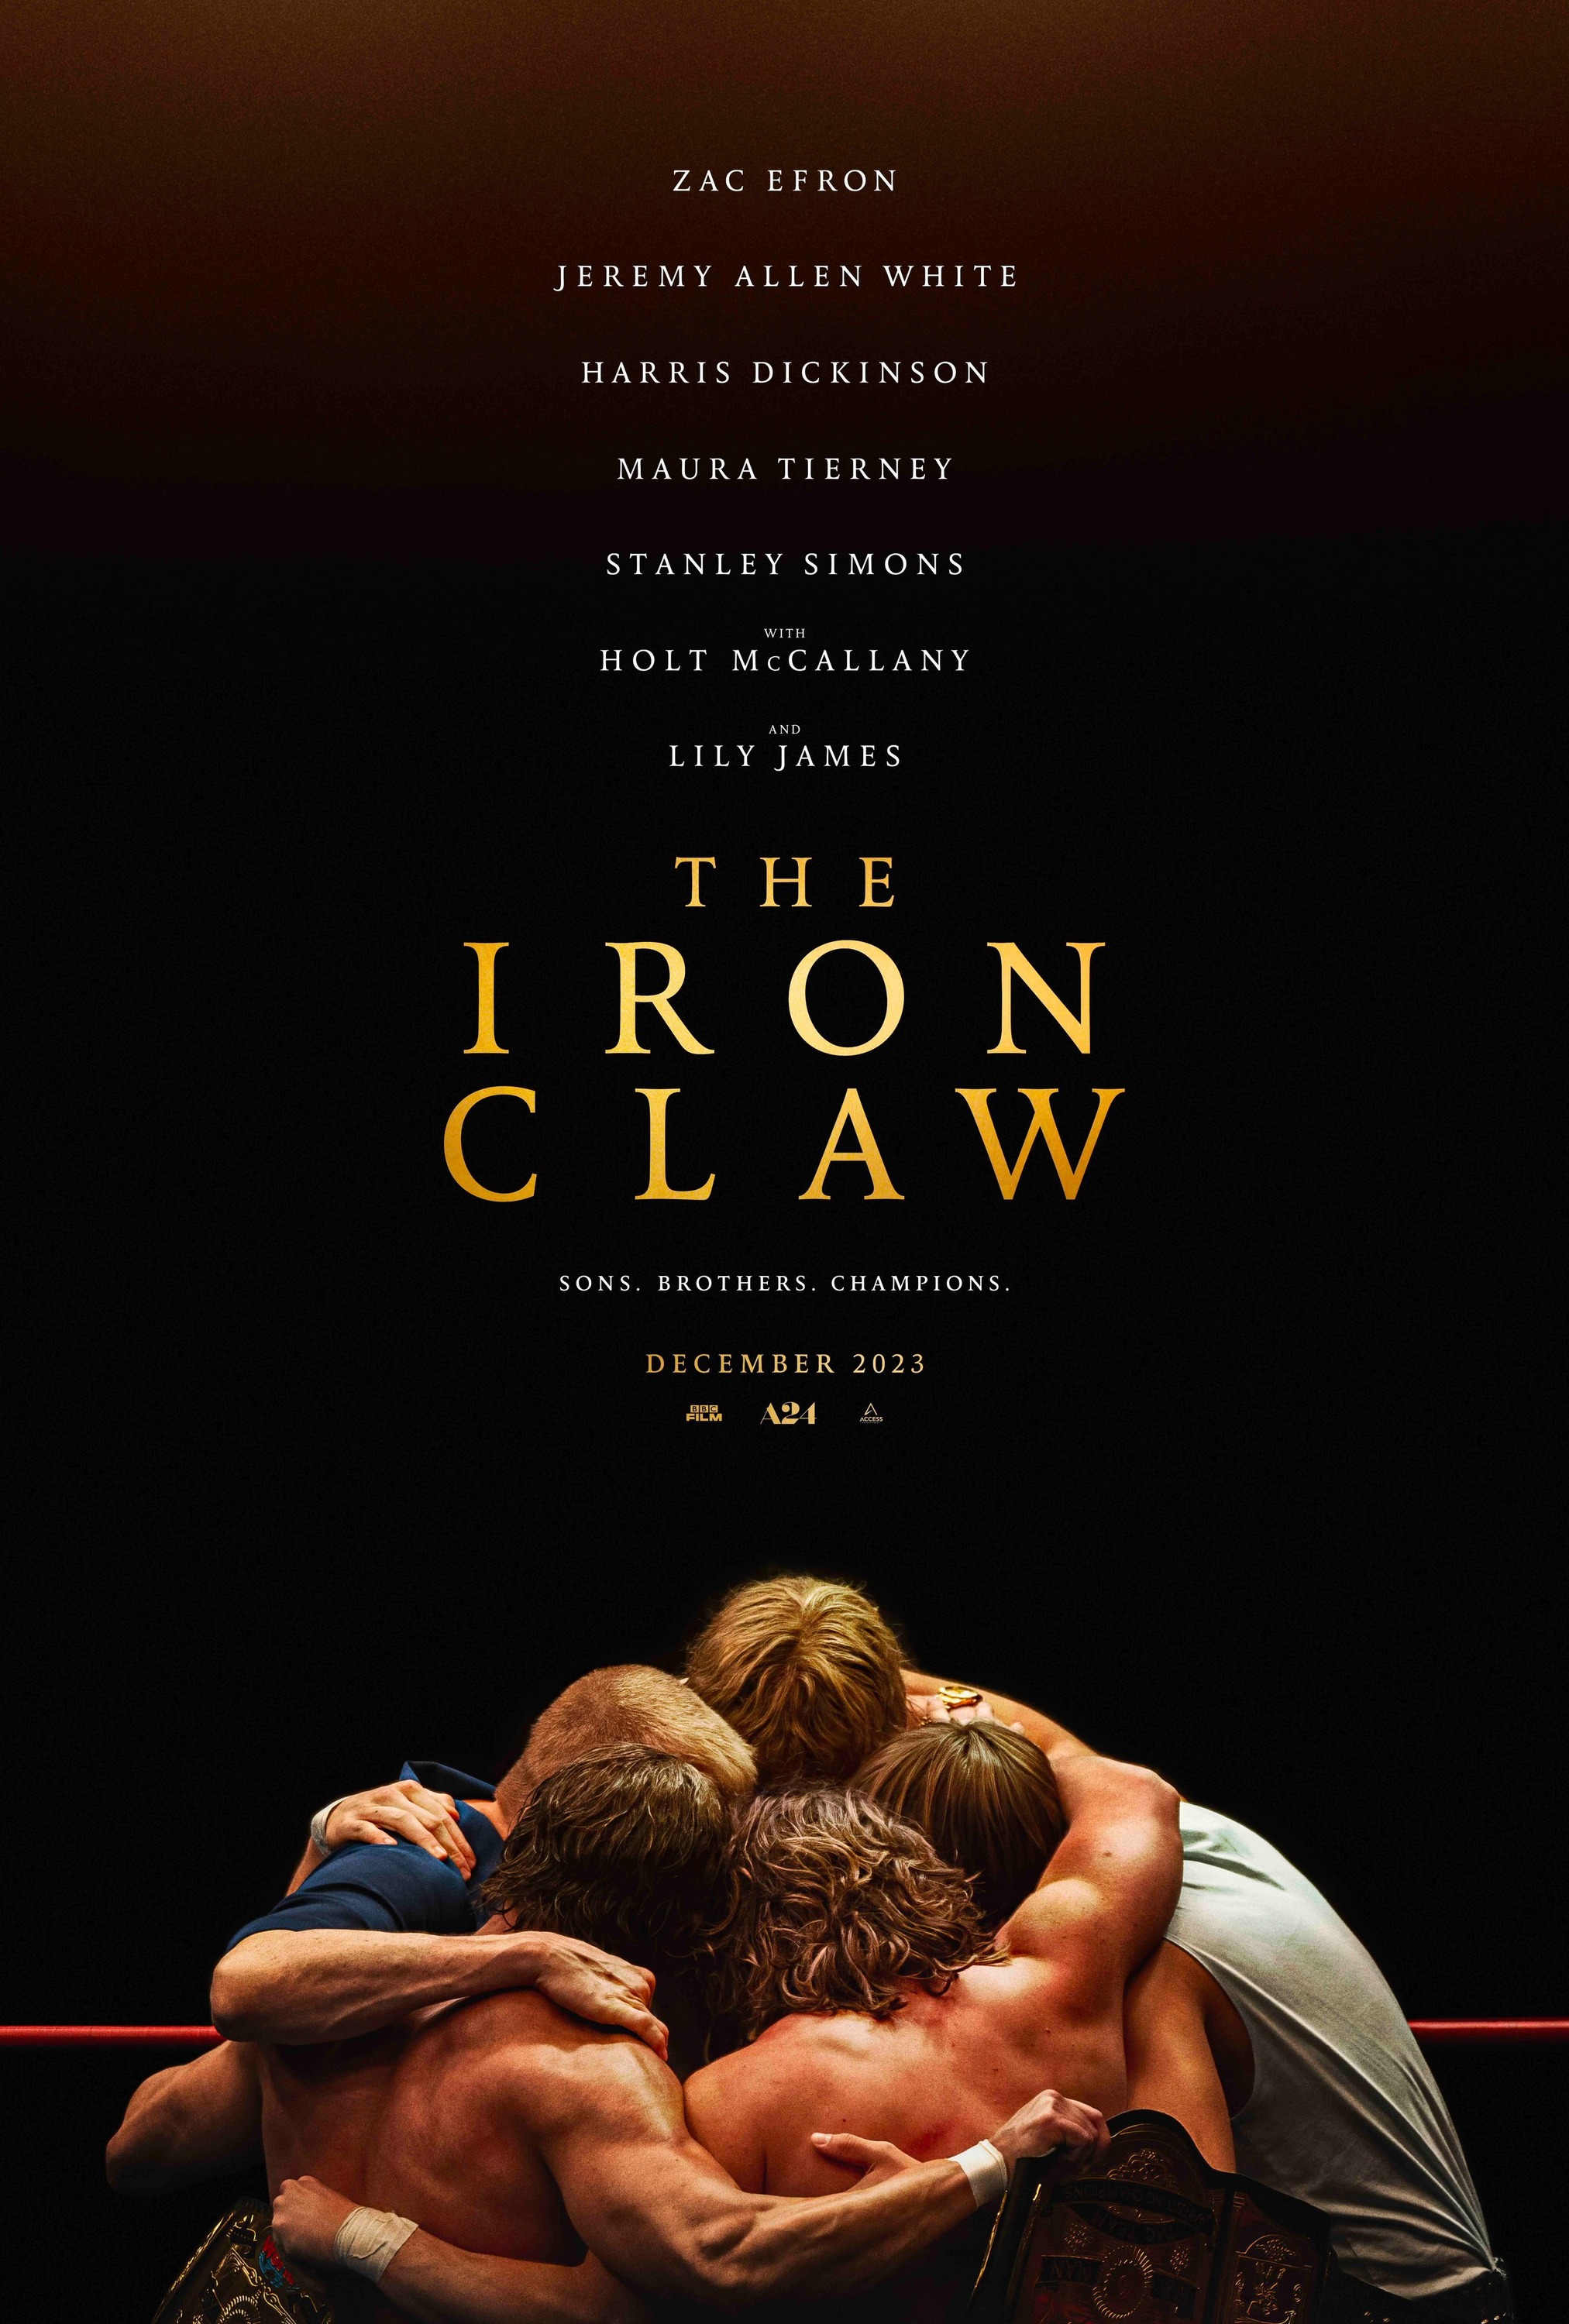 ZAC EFRON
JEREMY ALLEN WHITE
HARRIS DICKINSON
MAURA TIERNEY
STANLEY SIMONS
WITH
HOLT McCALLANY
AND
LILY JAMES
THE
IRON
CLAW
SONS. BROTHERS. CHAMPIONS.
DECEMBER 2023
BBC FILM A24 ACCESS